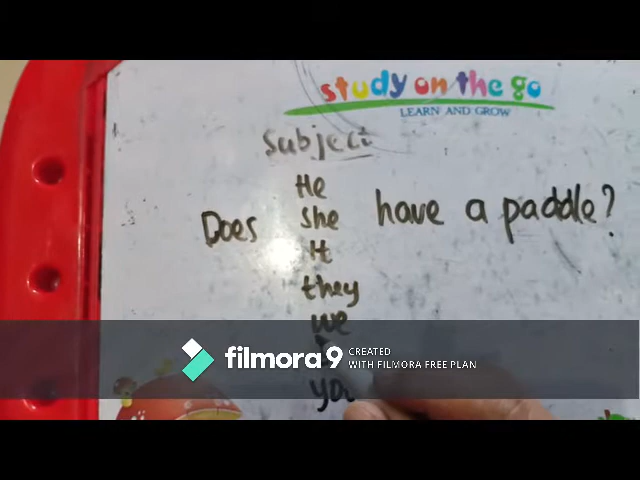 study on the go
LEARN AND GROW
Subject
He
She
Does It have a paddle?
they
we
I
you
filmora 9 CREATED
WITH FILMORA FREE PLAN